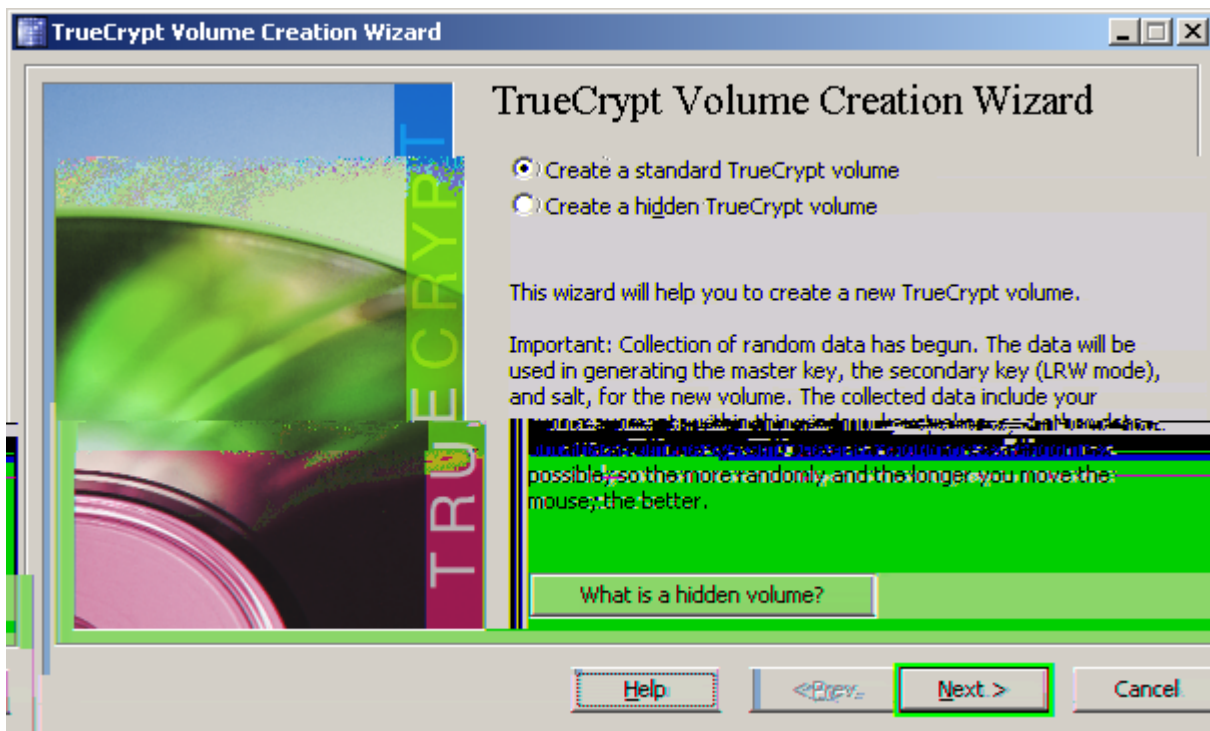 TrueCrypt Volume Creation Wizard
TrueCrypt Volume Creation Wizard
TRUECRYPT
Create a standard TrueCrypt volume
Create a hidden TrueCrypt volume
This wizard will help you to create a new TrueCrypt volume.
Important: Collection of random data has begun. The data will be
used in generating the master key, the secondary key (LRW mode),
and salt, for the new volume. The collected data include your
within this window,
possible, so the more randomly and the longer you move the
mouse, the better.
What is a hidden volume?
Help
< Prev
Next >
Cancel